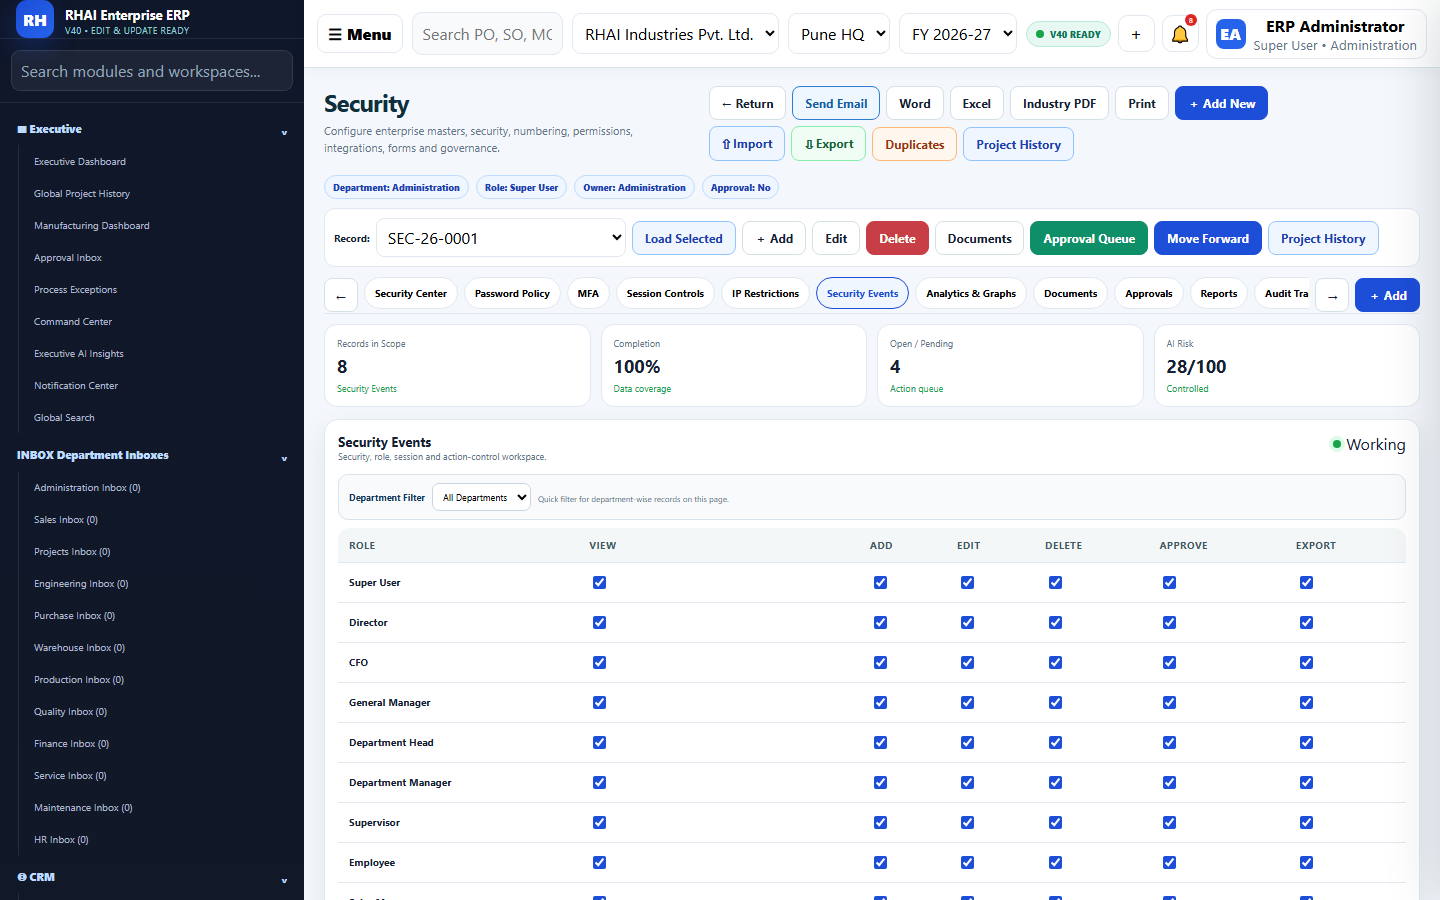 RH
RHAI Enterprise ERP
V40 • EDIT & UPDATE READY
Search modules and workspaces...
Executive
Executive Dashboard
Global Project History
Manufacturing Dashboard
Approval Inbox
Process Exceptions
Command Center
Executive AI Insights
Notification Center
Global Search
INBOX Department Inboxes
Administration Inbox (0)
Sales Inbox (0)
Projects Inbox (0)
Engineering Inbox (0)
Purchase Inbox (0)
Warehouse Inbox (0)
Production Inbox (0)
Quality Inbox (0)
Finance Inbox (0)
Service Inbox (0)
Maintenance Inbox (0)
HR Inbox (0)
CRM
☰ Menu
Search PO, SO, MO
RHAI Industries Pvt. Ltd.
Pune HQ
FY 2026-27
V40 READY
+
8
EA
ERP Administrator
Super User • Administration
Security
Configure enterprise masters, security, numbering, permissions,
integrations, forms and governance.
← Return
Send Email
Word
Excel
Industry PDF
Print
+ Add New
⇧ Import
⇩ Export
Duplicates
Project History
Department: Administration
Role: Super User
Owner: Administration
Approval: No
Record:
SEC-26-0001
Load Selected
+ Add
Edit
Delete
Documents
Approval Queue
Move Forward
Project History
←
Security Center
Password Policy
MFA
Session Controls
IP Restrictions
Security Events
Analytics & Graphs
Documents
Approvals
Reports
Audit Tra
→
+ Add
Records in Scope
8
Security Events
Completion
100%
Data coverage
Open / Pending
4
Action queue
AI Risk
28/100
Controlled
Security Events
Security, role, session and action-control workspace.
Working
Department Filter
All Departments
Quick filter for department-wise records on this page.
ROLE VIEW ADD EDIT DELETE APPROVE EXPORT
Super User
Director
CFO
General Manager
Department Head
Department Manager
Supervisor
Employee